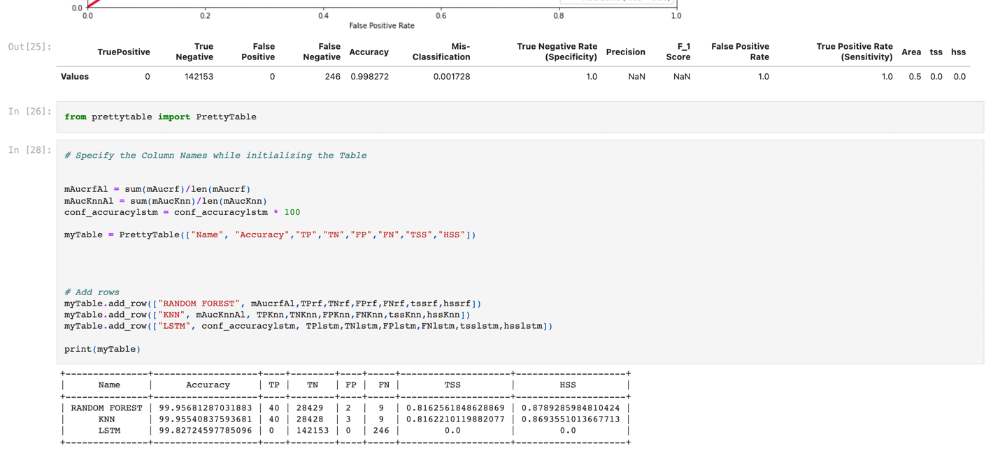 0.0
0.0 0.2 0.4 0.6 0.8 1.0
False Positive Rate
Out[25]:
TruePositive True Negative False Positive False Negative Accuracy Mis-Classification True Negative Rate (Specificity) Precision F_1 Score False Positive Rate True Positive Rate (Sensitivity) Area tss hss
Values 0 142153 0 246 0.998272 0.001728 1.0 NaN NaN 1.0 1.0 0.5 0.0 0.0
In [26]:
from prettytable import PrettyTable
In [28]:
# Specify the Column Names while initializing the Table
mAucrfAl = sum(mAucrf)/len(mAucrf)
mAucKnnAl = sum(mAucKnn)/len(mAucKnn)
conf_accuracylstm = conf_accuracylstm * 100
myTable = PrettyTable(["Name", "Accuracy","TP","TN","FP","FN","TSS","HSS"])
# Add rows
myTable.add_row(["RANDOM FOREST", mAucrfAl,TPrf,TNrf,FPrf,FNrf,tssrf,hssrf])
myTable.add_row(["KNN", mAucKnnAl, TPKnn,TNKnn,FPKnn,FNKnn,tssKnn,hssKnn])
myTable.add_row(["LSTM", conf_accuracylstm, TPlstm,TNlstm,FPlstm,FNlstm,tsslstm,hsslstm])
print(myTable)
+---------------+-------------------+----+--------+----+-----+--------------------+--------------------+
| Name | Accuracy | TP | TN | FP | FN | TSS | HSS |
+---------------+-------------------+----+--------+----+-----+--------------------+--------------------+
| RANDOM FOREST | 99.95681287031883 | 40 | 28429 | 2 | 9 | 0.8162561848628869 | 0.8789285984810424 |
| KNN | 99.95540837593681 | 40 | 28428 | 3 | 9 | 0.8162210119882077 | 0.8693551013667713 |
| LSTM | 99.82724597785096 | 0 | 142153 | 0 | 246 | 0.0 | 0.0 |
+---------------+-------------------+----+--------+----+-----+--------------------+--------------------+